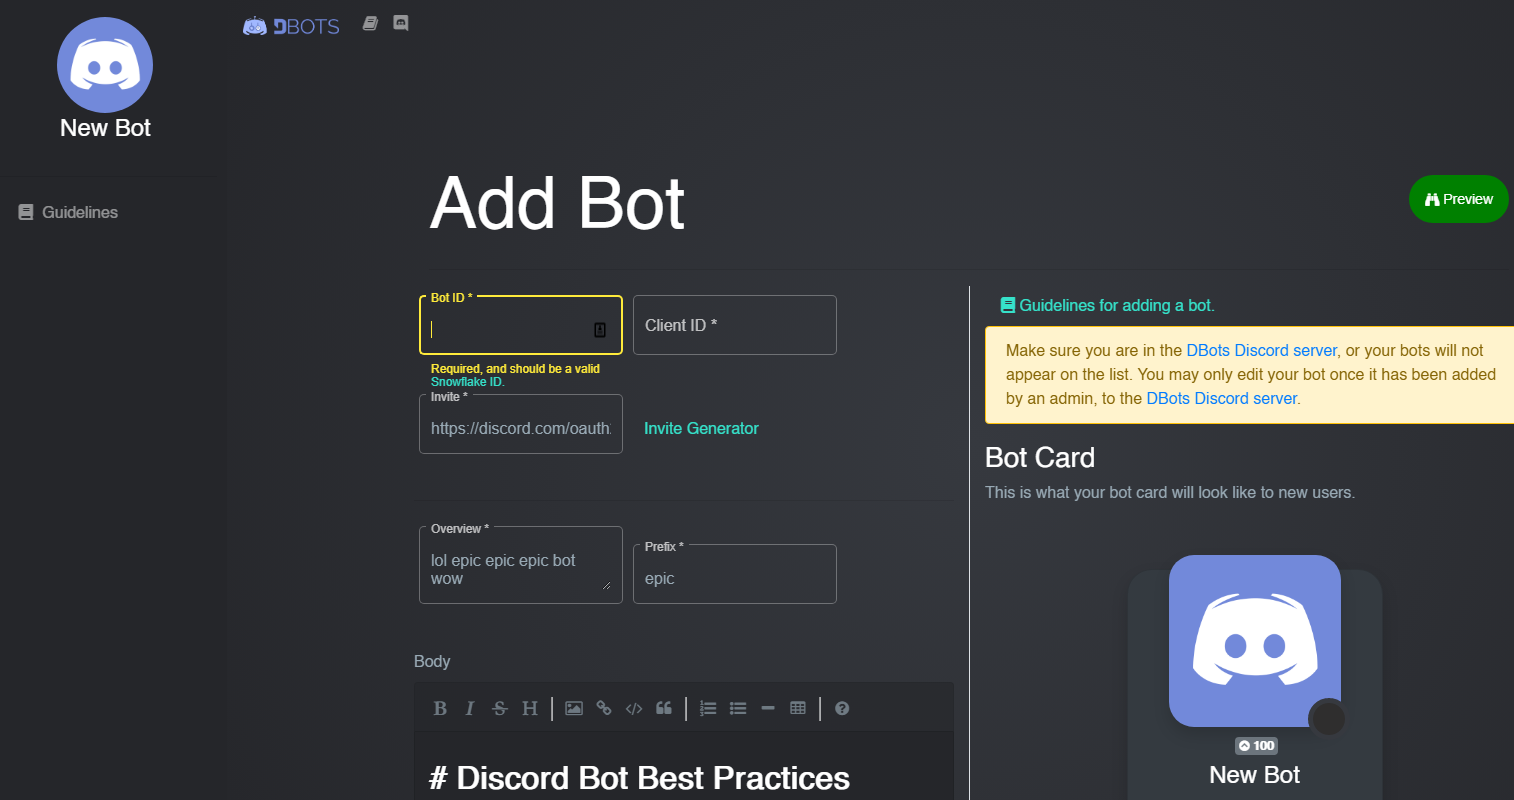 New Bot
Guidelines
DBOTS
Add Bot
Preview
Bot ID *
Client ID *
Required, and should be a valid
Snowflake ID.
Invite *
https://discord.com/oauth
Invite Generator
Overview *
lol epic epic epic bot
wow
Prefix *
epic
Body
B I S H
# Discord Bot Best Practices
Guidelines for adding a bot.
Make sure you are in the DBots Discord server, or your bots will not
appear on the list. You may only edit your bot once it has been added
by an admin, to the DBots Discord server.
Bot Card
This is what your bot card will look like to new users.
100
New Bot